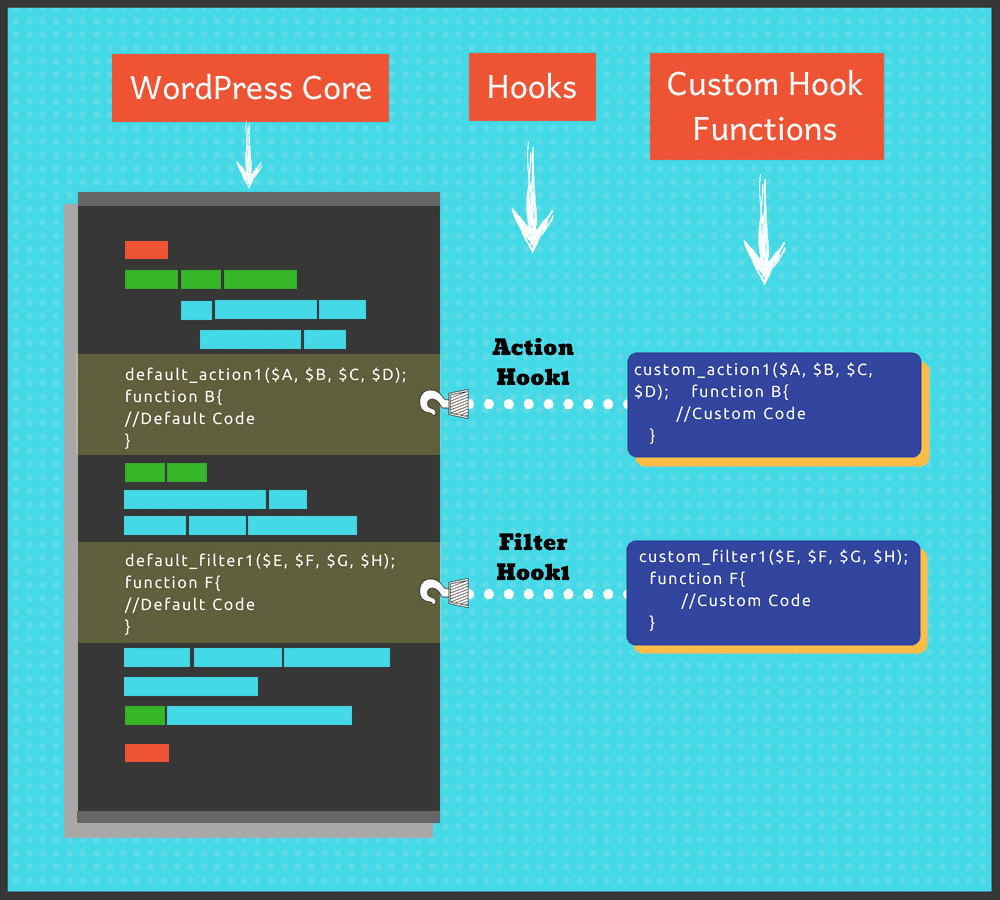 WordPress Core
Hooks
Custom Hook
Functions
default_action1($A, $B, $C, $D);
function B{
//Default Code
}
Action
Hook1
custom_action1($A, $B, $C,
$D);    function B{
//Custom Code
}
default_filter1($E, $F, $G, $H);
function F{
//Default Code
}
Filter
Hook1
custom_filter1($E, $F, $G, $H);
function F{
//Custom Code
}